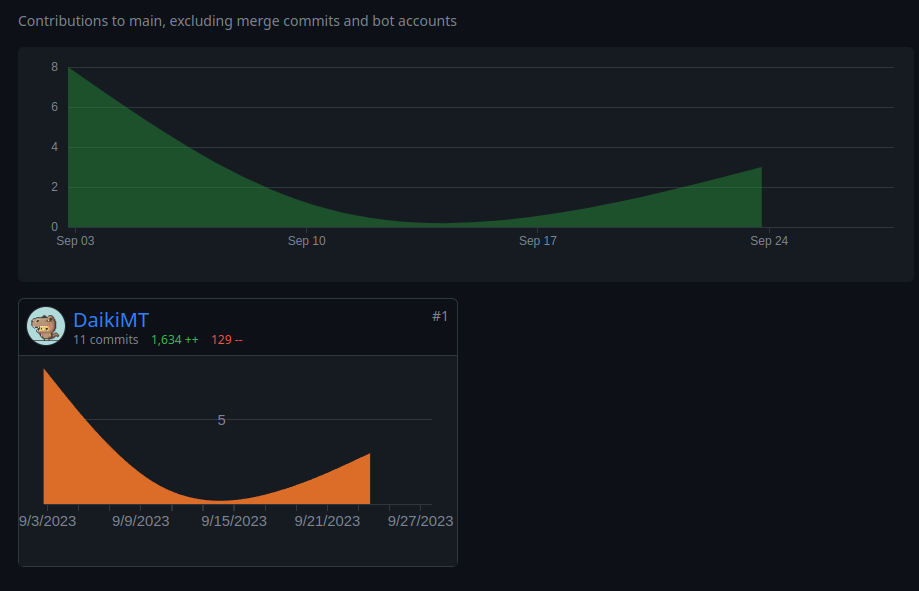 Contributions to main, excluding merge commits and bot accounts
8
6
4
2
0
Sep 03 Sep 10 Sep 17 Sep 24
DaikiMT #1
11 commits 1,634 ++ 129 --
5
9/3/2023 9/9/2023 9/15/2023 9/21/2023 9/27/2023